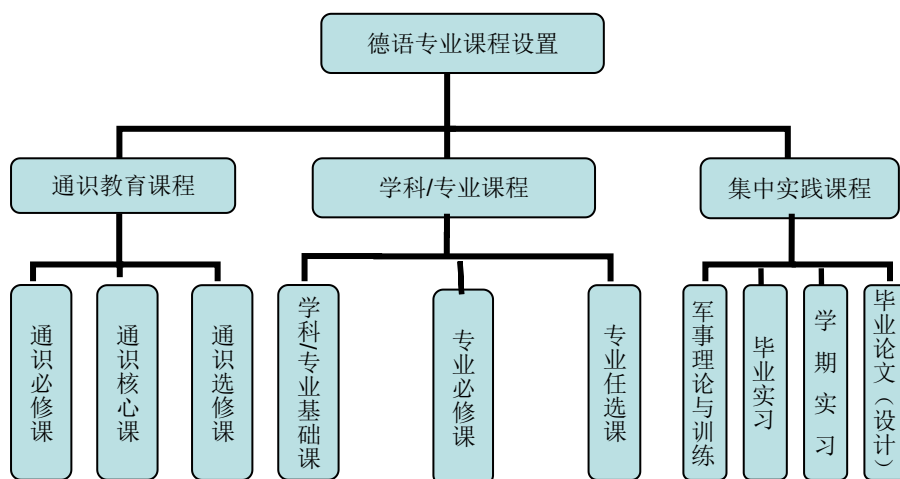 德语专业课程设置
通识教育课程
学科/专业课程
集中实践课程
通识必修课
通识核心课
通识选修课
学科/专业基础课
专业必修课
专业任选课
军事理论与训练
毕业实习
学期实习
毕业论文（设计）